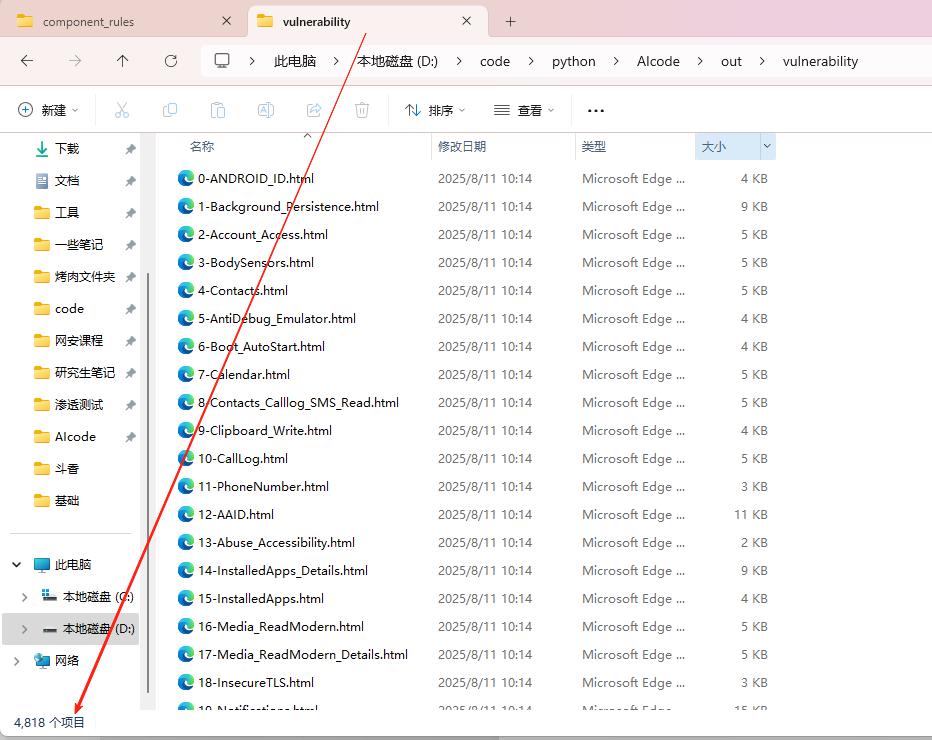 component_rules
vulnerability
此电脑
本地磁盘 (D:)
code
python
AIcode
out
vulnerability
新建
排序
查看
下载
文档
工具
一些笔记
烤肉文件夹
code
网安课程
研究生笔记
渗透测试
AIcode
斗香
基础
此电脑
本地磁盘 (C:)
本地磁盘 (D:)
网络
名称 修改日期 类型 大小
0-ANDROID_ID.html 2025/8/11 10:14 Microsoft Edge ... 4 KB
1-Background_Persistence.html 2025/8/11 10:14 Microsoft Edge ... 9 KB
2-Account_Access.html 2025/8/11 10:14 Microsoft Edge ... 5 KB
3-BodySensors.html 2025/8/11 10:14 Microsoft Edge ... 5 KB
4-Contacts.html 2025/8/11 10:14 Microsoft Edge ... 5 KB
5-AntiDebug_Emulator.html 2025/8/11 10:14 Microsoft Edge ... 4 KB
6-Boot_AutoStart.html 2025/8/11 10:14 Microsoft Edge ... 4 KB
7-Calendar.html 2025/8/11 10:14 Microsoft Edge ... 5 KB
8-Contacts_Calllog_SMS_Read.html 2025/8/11 10:14 Microsoft Edge ... 5 KB
9-Clipboard_Write.html 2025/8/11 10:14 Microsoft Edge ... 4 KB
10-CallLog.html 2025/8/11 10:14 Microsoft Edge ... 5 KB
11-PhoneNumber.html 2025/8/11 10:14 Microsoft Edge ... 3 KB
12-AAID.html 2025/8/11 10:14 Microsoft Edge ... 11 KB
13-Abuse_Accessibility.html 2025/8/11 10:14 Microsoft Edge ... 2 KB
14-InstalledApps_Details.html 2025/8/11 10:14 Microsoft Edge ... 9 KB
15-InstalledApps.html 2025/8/11 10:14 Microsoft Edge ... 4 KB
16-Media_ReadModern.html 2025/8/11 10:14 Microsoft Edge ... 5 KB
17-Media_ReadModern_Details.html 2025/8/11 10:14 Microsoft Edge ... 5 KB
18-InsecureTLS.html 2025/8/11 10:14 Microsoft Edge ... 3 KB
19-Notifications.html 2025/8/11 10:14 Microsoft Edge ... 15 KB
4,818 个项目